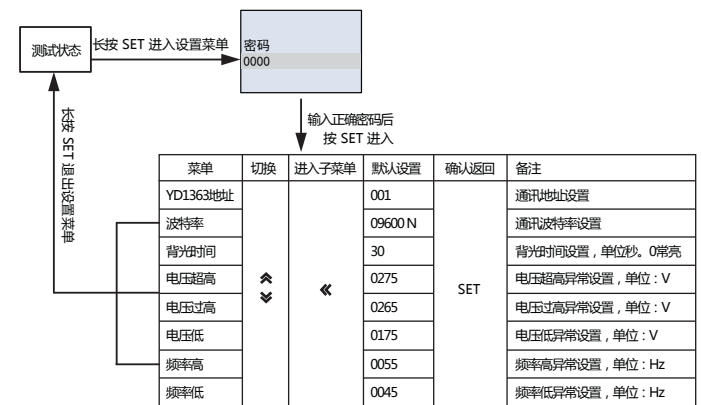 测试状态
长按 SET 进入设置菜单
密码
0000
输入正确密码后
按 SET 进入
长按 SET 退出设置菜单
菜单 切换 进入子菜单 默认设置 确认返回 备注
YD1363地址 001 通讯地址设置
波特率 09600 N 通讯波特率设置
背光时间 30 背光时间设置，单位秒。0常亮
电压超高 0275 电压超高异常设置，单位：V
SET
电压过高 0265 电压过高异常设置，单位：V
电压低 0175 电压低异常设置，单位：V
频率高 0055 频率高异常设置，单位：Hz
频率低 0045 频率低异常设置，单位：Hz